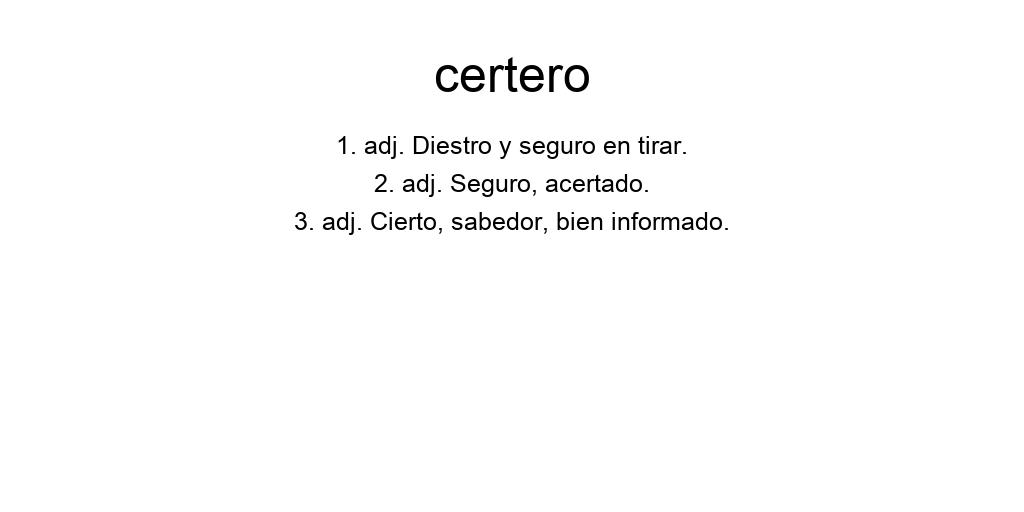 certero
1. adj. Diestro y seguro en tirar.
2. adj. Seguro, acertado.
3. adj. Cierto, sabedor, bien informado.